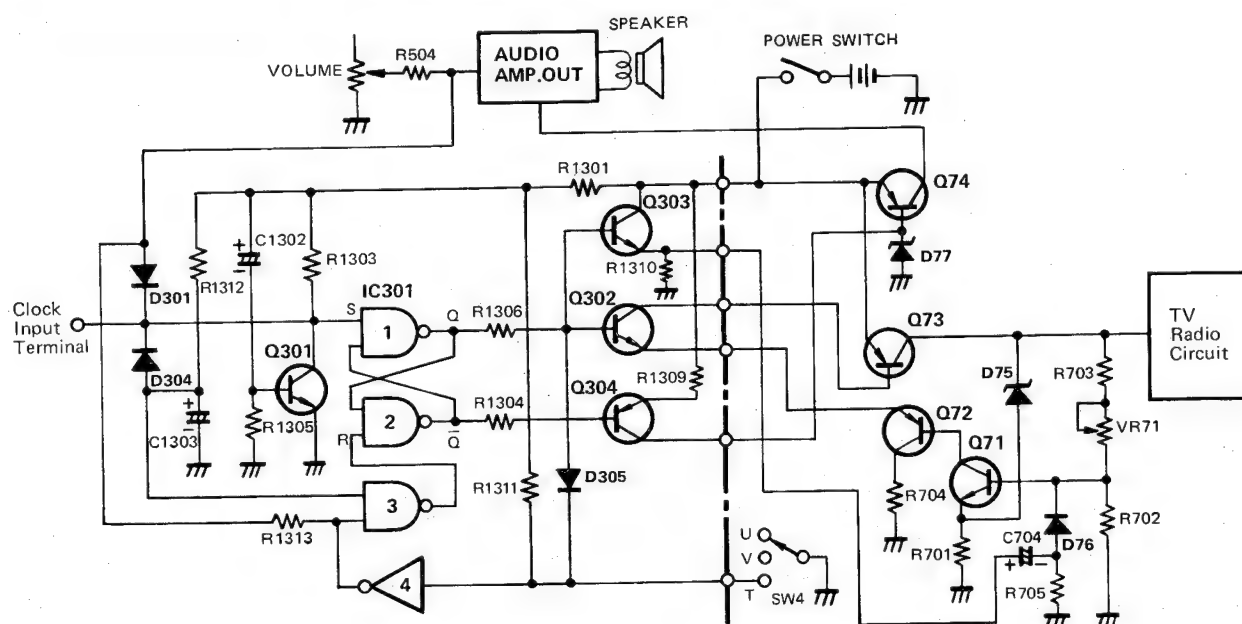 SPEAKER
POWER SWITCH
VOLUME
R504
AUDIO
AMP.OUT
R1301
Q303
Q74
C1302
+
-
R1303
R1310
D77
R1312
D301
IC301
R1306
Q302
Clock
Input
Terminal
S
1
Q
Q73
TV
Radio
Circuit
D304
Q301
R1309
D75
R703
R1304
Q304
Q72
VR71
C1303
+
-
R1305
R
2
Q̅
Q71
D305
R1311
R704
3
R1313
U
V
T
SW4
R701
C704
+
-
D76
R702
4
R705